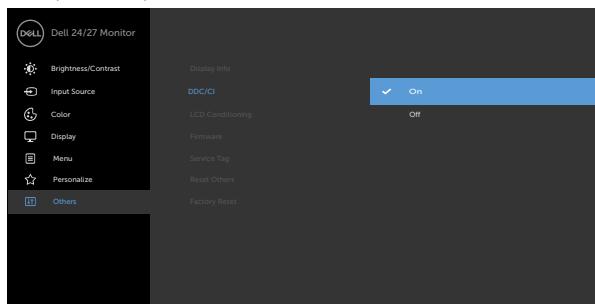 DELL
Dell 24/27 Monitor
Brightness/Contrast
Display Info
Input Source
DDC/CI
On
Color
LCD Conditioning
Off
Display
Firmware
Menu
Service Tag
Personalize
Reset Others
Others
Factory Reset